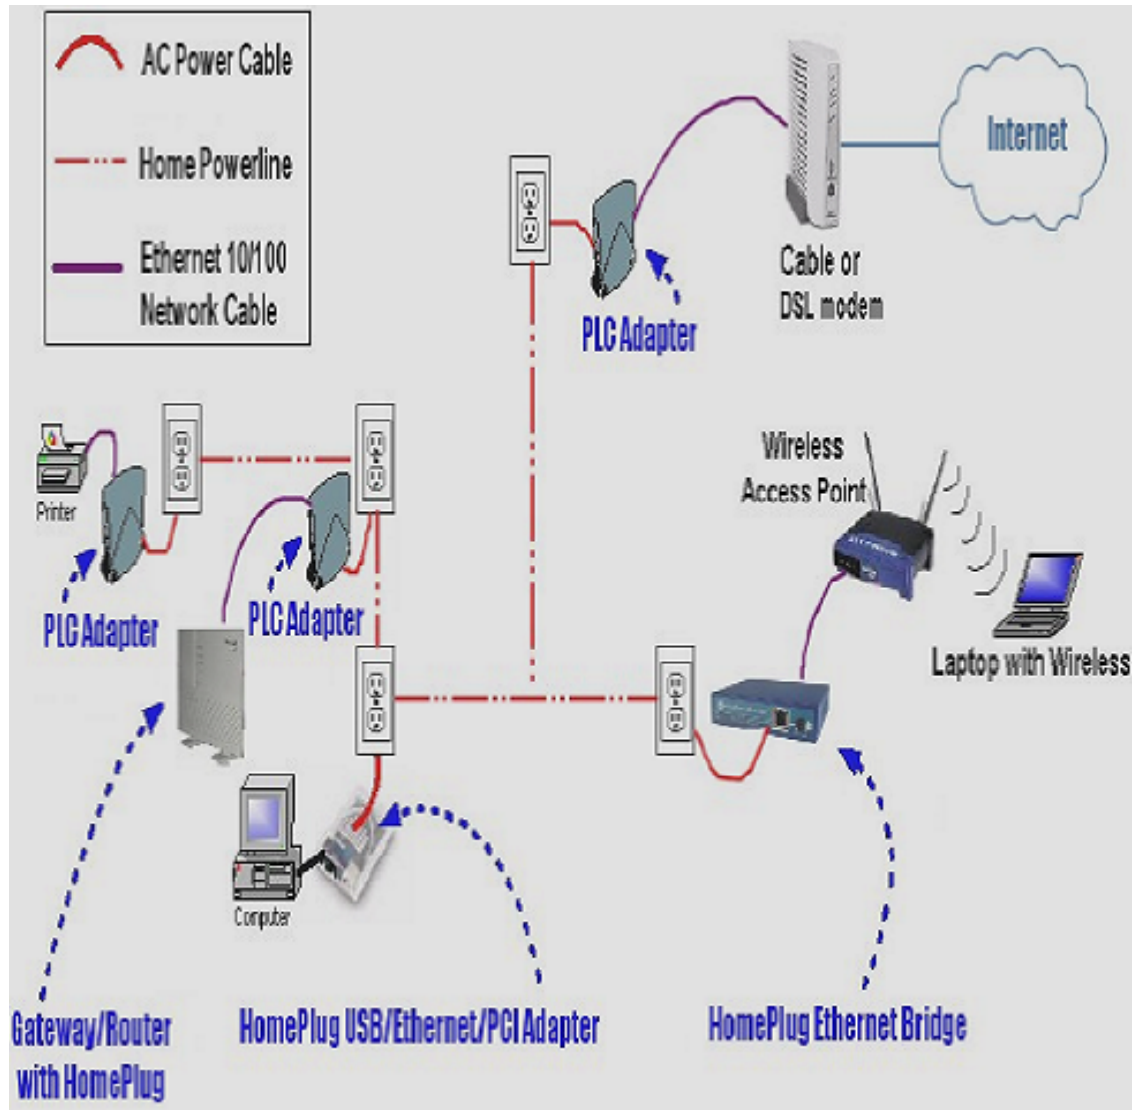 AC Power Cable
Home Powerline
Ethernet 10/100
Network Cable
Internet
Cable or
DSL modem
PLC Adapter
Wireless
Access Point
Printer
PLC Adapter
PLC Adapter
Laptop with Wireless
Computer
Gateway/Router
with HomePlug
HomePlug USB/Ethernet/PCI Adapter
HomePlug Ethernet Bridge